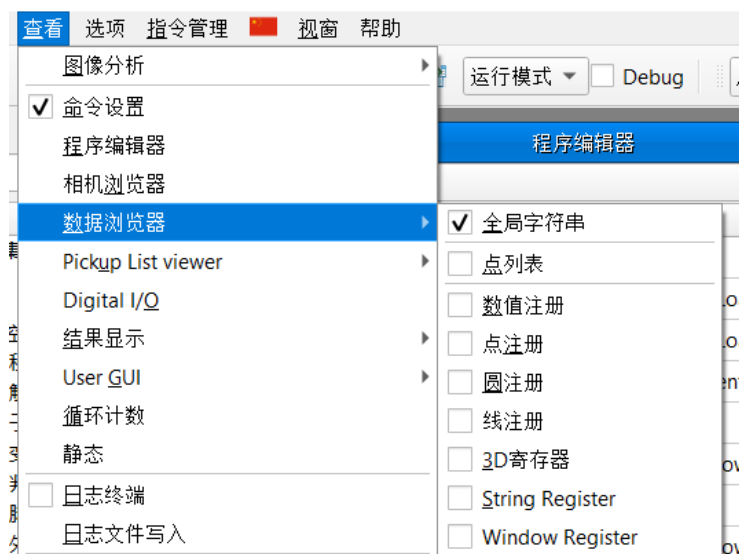 查看 选项 指令管理 视窗 帮助
运行模式 Debug
程序编辑器
图像分析
命令设置
程序编辑器
相机浏览器
数据浏览器
Pickup List viewer
Digital I/O
结果显示
User GUI
循环计数
静态
日志终端
日志文件写入
全局字符串
点列表
数值注册
点注册
圆注册
线注册
3D寄存器
String Register
Window Register